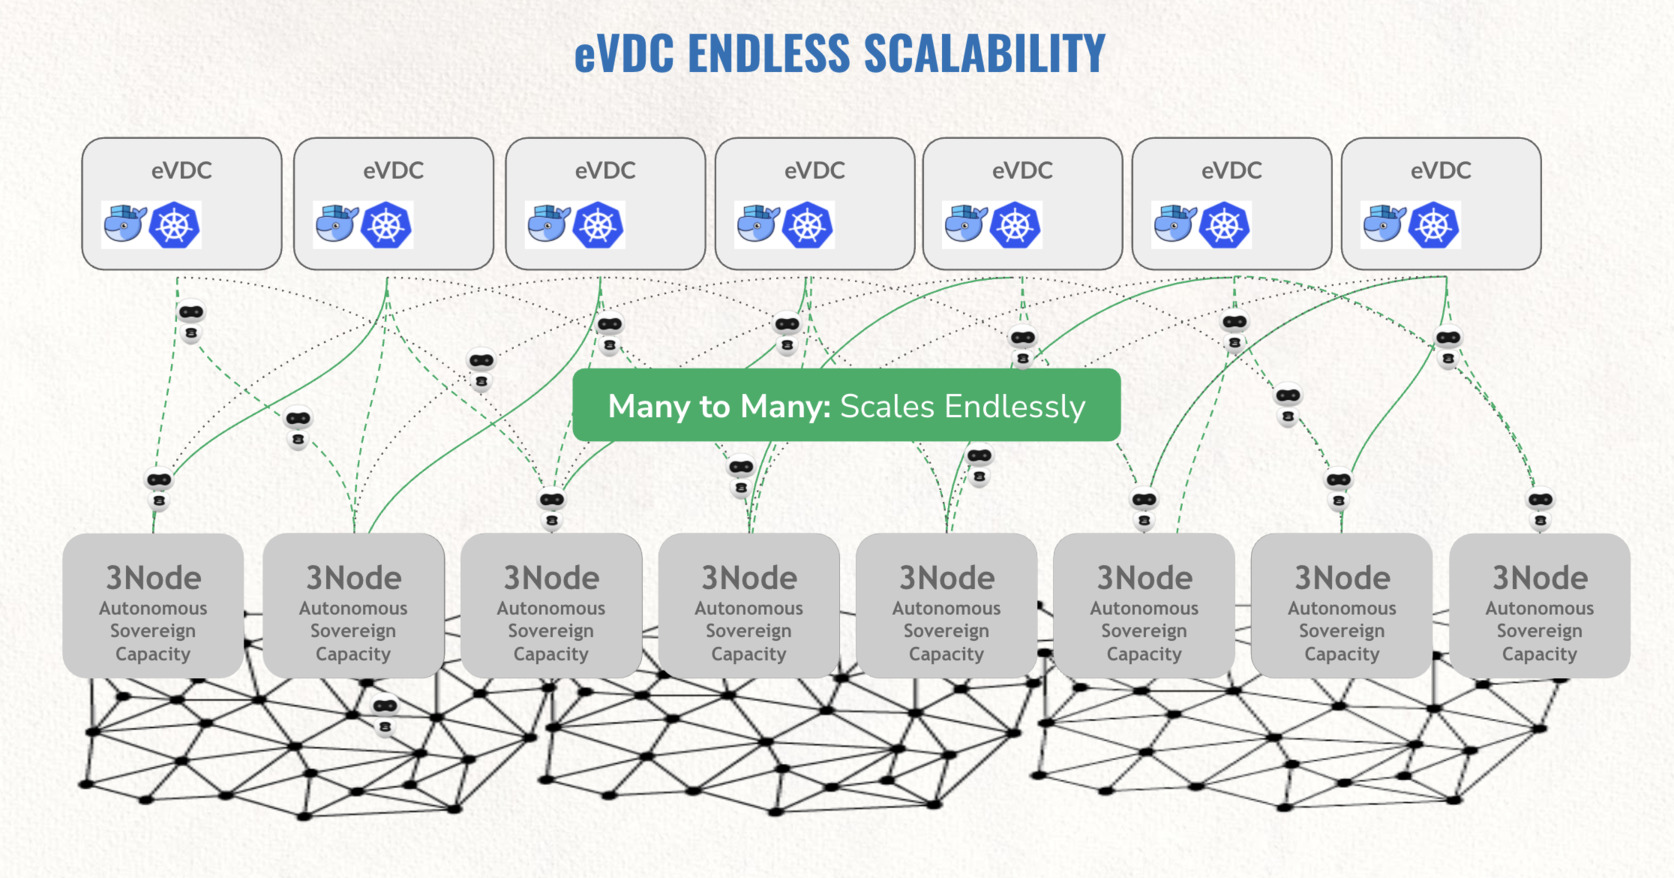 eVDC ENDLESS SCALABILITY
eVDC
eVDC
eVDC
eVDC
eVDC
eVDC
eVDC
Many to Many: Scales Endlessly
3Node
Autonomous
Sovereign
Capacity
3Node
Autonomous
Sovereign
Capacity
3Node
Autonomous
Sovereign
Capacity
3Node
Autonomous
Sovereign
Capacity
3Node
Autonomous
Sovereign
Capacity
3Node
Autonomous
Sovereign
Capacity
3Node
Autonomous
Sovereign
Capacity
3Node
Autonomous
Sovereign
Capacity